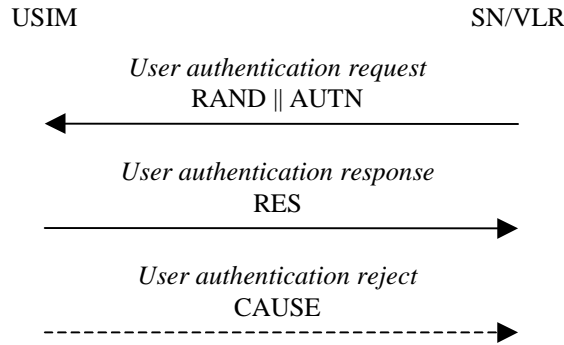 USIM SN/VLR
User authentication request
RAND || AUTN
User authentication response
RES
User authentication reject
CAUSE